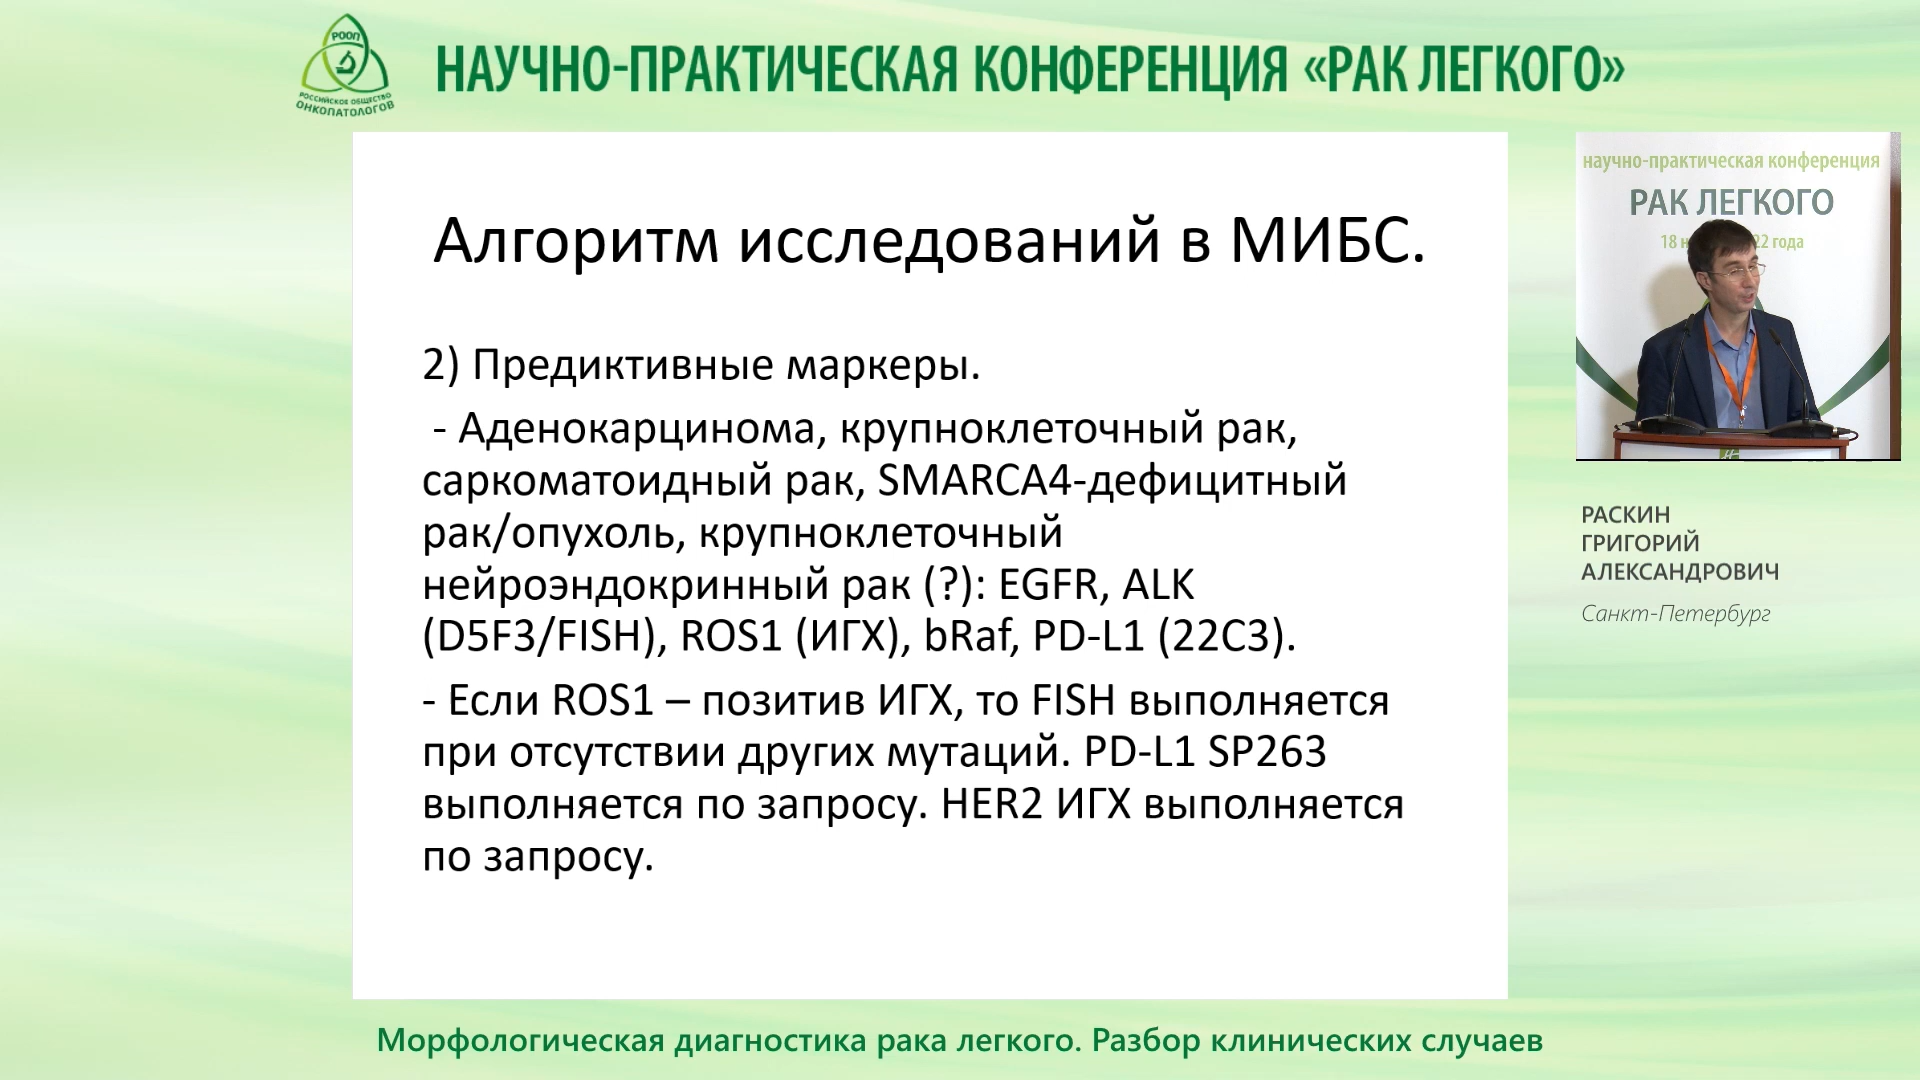 РООП
РОССИЙСКОЕ ОБЩЕСТВО
ОНКОПАТОЛОГОВ
НАУЧНО-ПРАКТИЧЕСКАЯ КОНФЕРЕНЦИЯ «РАК ЛЕГКОГО»
Алгоритм исследований в МИБС.
2) Предиктивные маркеры.
- Аденокарцинома, крупноклеточный рак,
саркоматоидный рак, SMARCA4-дефицитный
рак/опухоль, крупноклеточный
нейроэндокринный рак (?): EGFR, ALK
(D5F3/FISH), ROS1 (ИГХ), bRaf, PD-L1 (22C3).
- Если ROS1 – позитив ИГХ, то FISH выполняется
при отсутствии других мутаций. PD-L1 SP263
выполняется по запросу. HER2 ИГХ выполняется
по запросу.
научно-практическая конференция
РАК ЛЕГКОГО
18 22 года
РАСКИН
ГРИГОРИЙ
АЛЕКСАНДРОВИЧ
Санкт-Петербург
Морфологическая диагностика рака легкого. Разбор клинических случаев